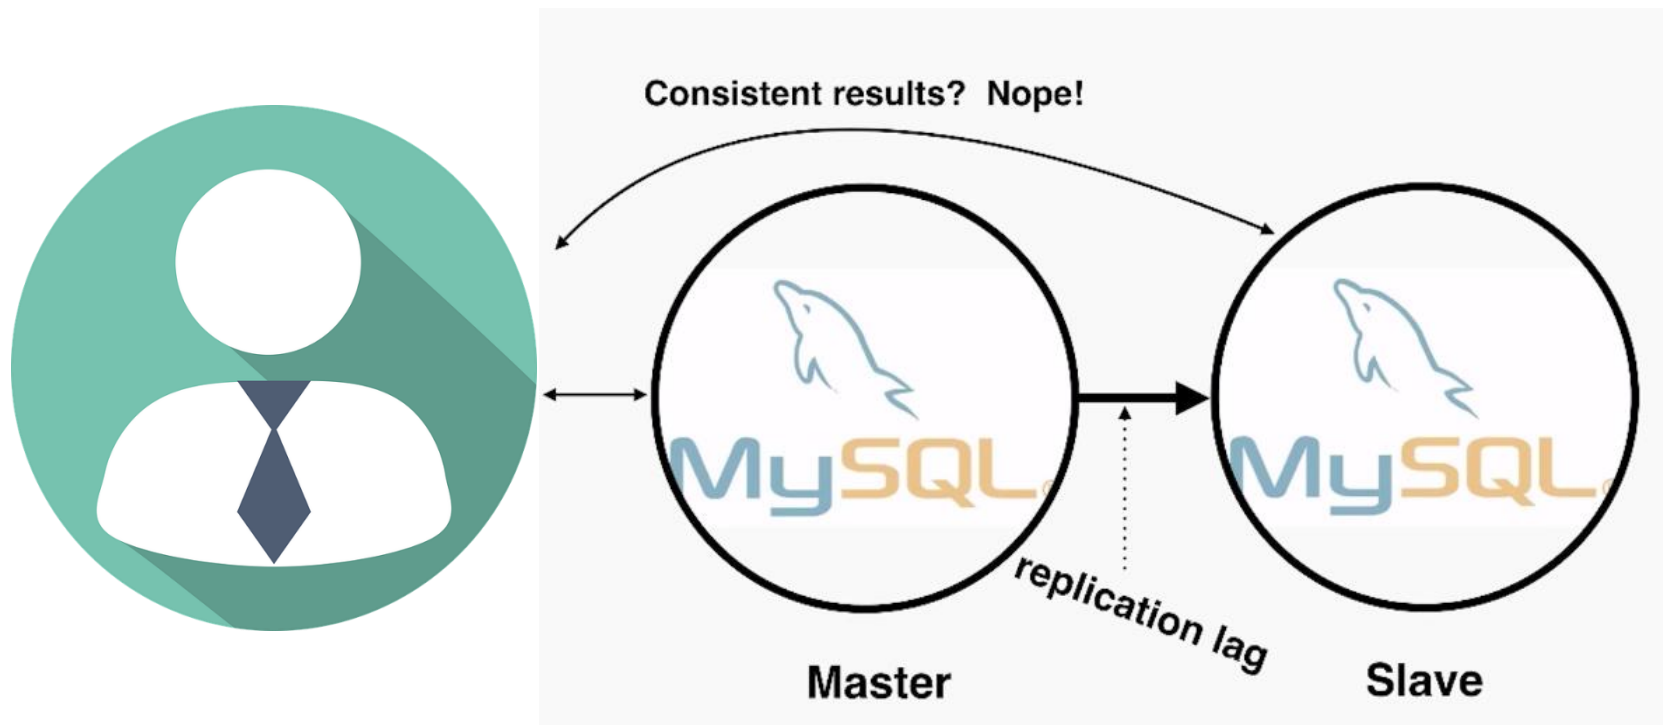 Consistent results?  Nope!
MySQL
MySQL
replication lag
Master
Slave